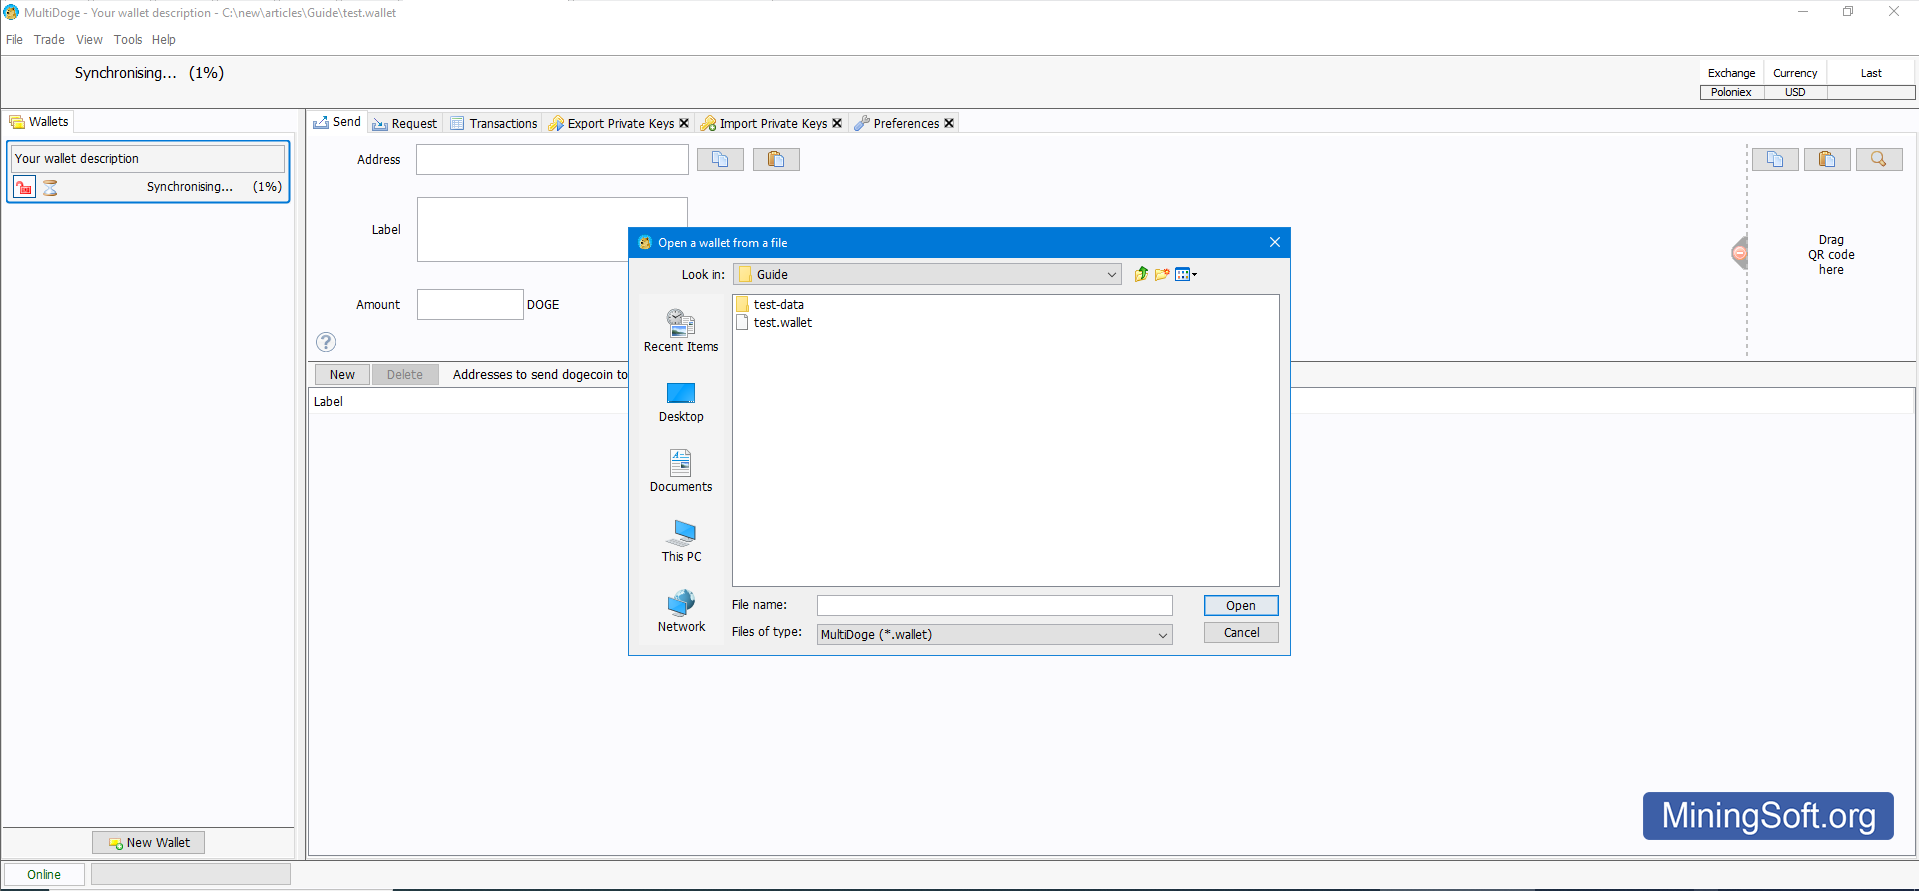 MultiDoge - Your wallet description - C:\new\articles\Guide\test.wallet
File Trade View Tools Help
Synchronising... (1%)
Exchange Currency Last
Poloniex USD
Wallets
Your wallet description
Synchronising... (1%)
Send Request Transactions Export Private Keys Import Private Keys Preferences
Address
Label
Amount DOGE
Drag
QR code
here
New Delete Addresses to send dogecoin to
Label
Open a wallet from a file
Look in: Guide
Recent Items
Desktop
Documents
This PC
Network
test-data
test.wallet
File name: Open
Files of type: MultiDoge (*.wallet) Cancel
MiningSoft.org
New Wallet
Online